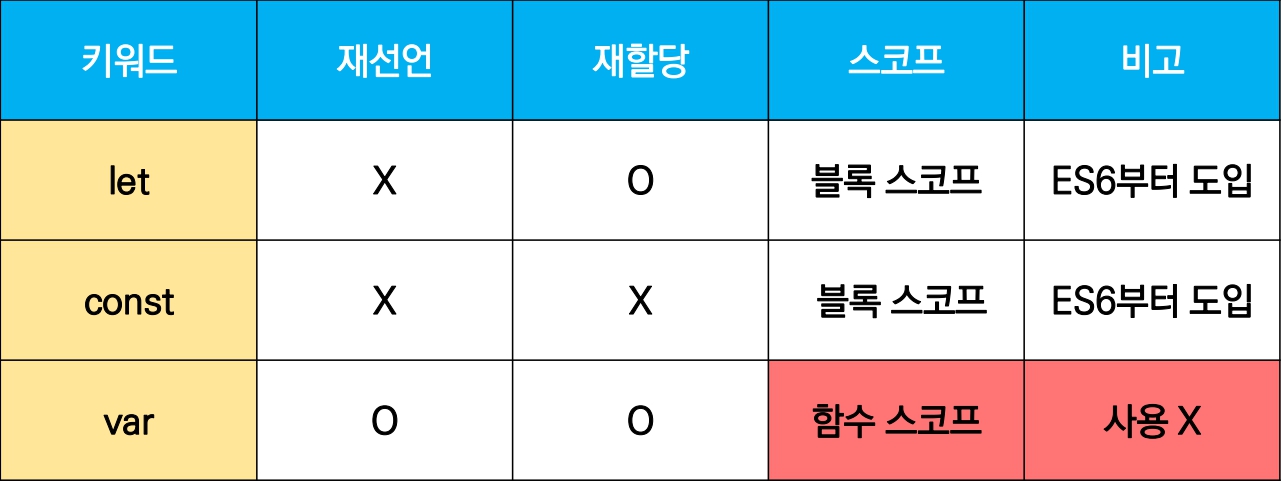 키워드 재선언 재할당 스코프 비고
let X O 블록 스코프 ES6부터 도입
const X X 블록 스코프 ES6부터 도입
var O O 함수 스코프 사용 X